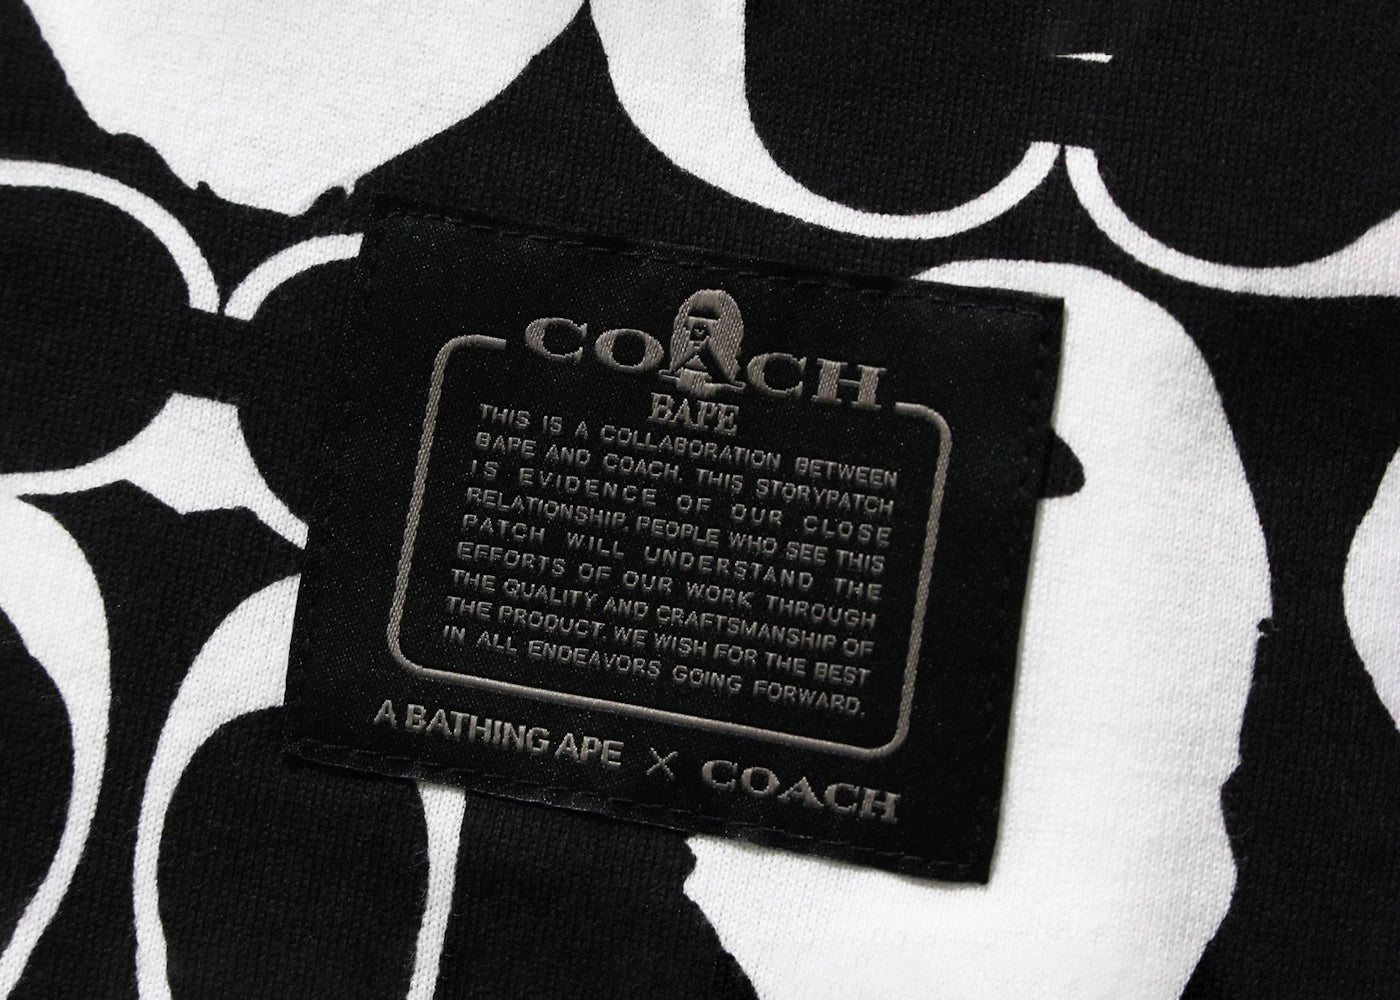 COACH
BAPE
THIS IS A COLLABORATION BETWEEN
BAPE AND COACH. THIS STORYPATCH
IS EVIDENCE OF OUR CLOSE
RELATIONSHIP. PEOPLE WHO SEE THIS
PATCH WILL UNDERSTAND THE
EFFORTS OF OUR WORK THROUGH
THE QUALITY AND CRAFTSMANSHIP OF
THE PRODUCT. WE WISH FOR THE BEST
IN ALL ENDEAVORS GOING FORWARD.
A BATHING APE × COACH